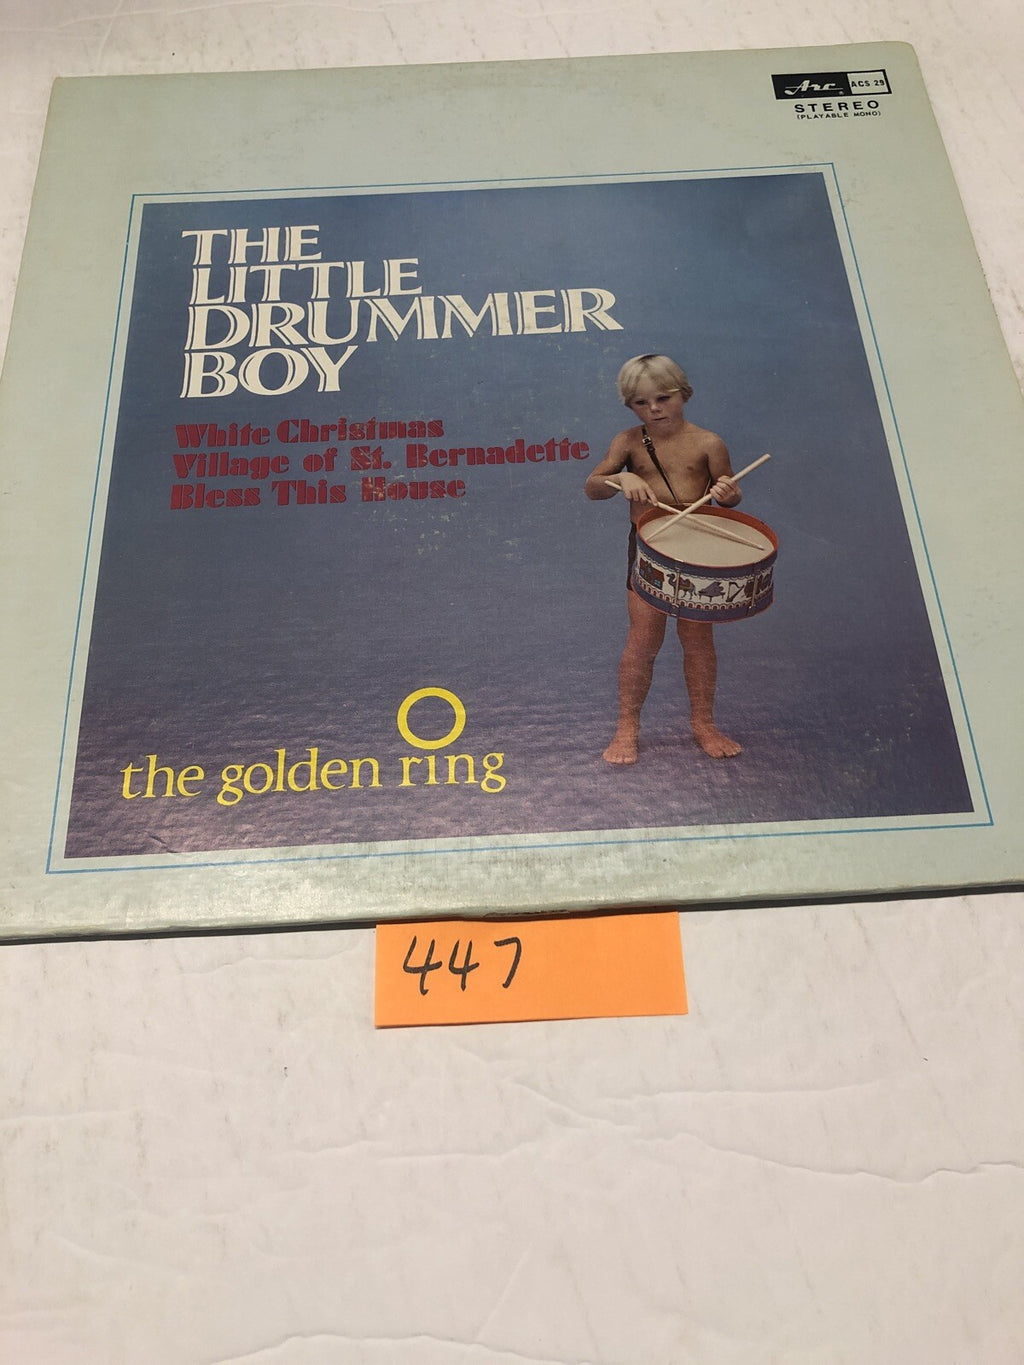 Arc ACS 29
STEREO
(PLAYABLE MONO)
THE
LITTLE
DRUMMER
BOY
White Christmas
Village of St. Bernadette
Bless This House
the golden ring
447